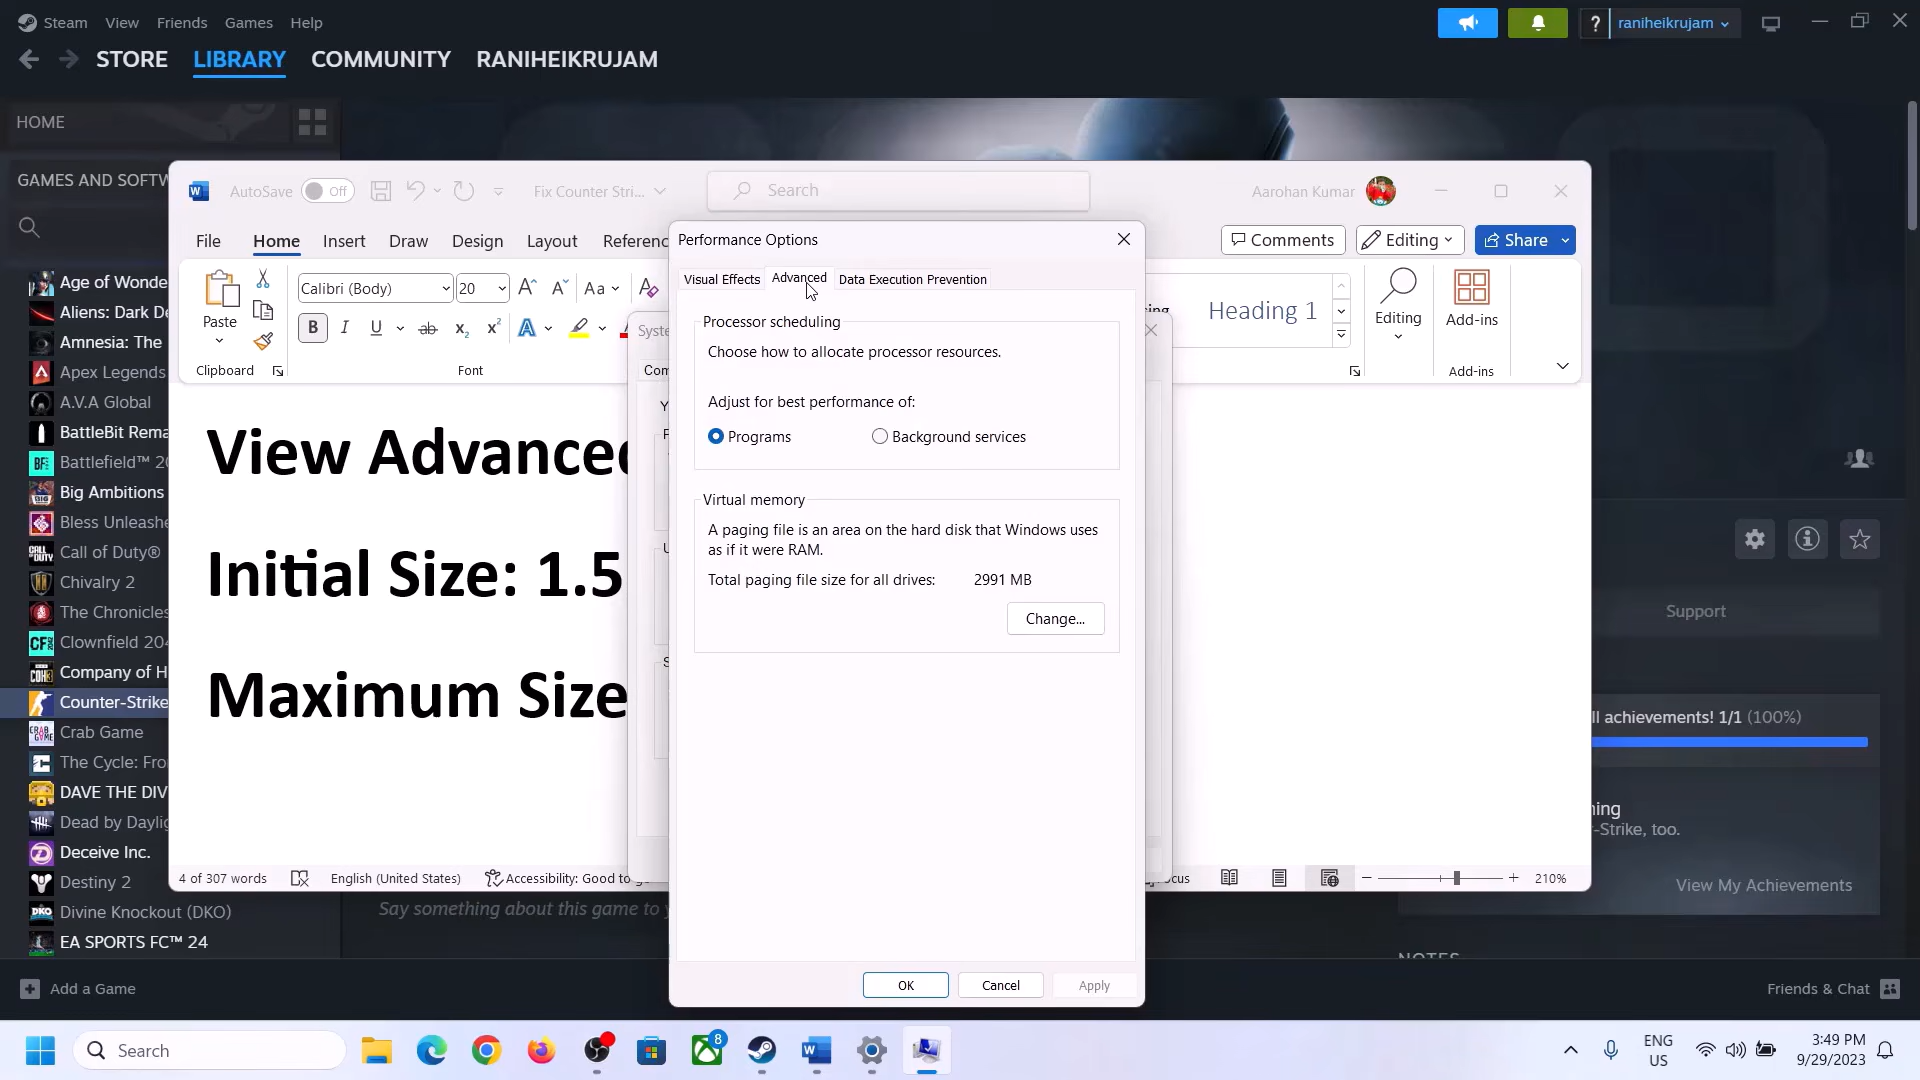 Steam View Friends Games Help
raniheikrujam
STORE LIBRARY COMMUNITY RANIHEIKRUJAM
HOME
GAMES AND SOFTW
Age of Wonde
Aliens: Dark De
Amnesia: The
Apex Legends
A.V.A Global
BattleBit Rema
Battlefield™ 20
Big Ambitions
Bless Unleashe
Call of Duty®
Chivalry 2
The Chronicles
Clownfield 204
Company of H
Counter-Strike
Crab Game
The Cycle: Fro
DAVE THE DIV
Dead by Daylig
Deceive Inc.
Destiny 2
Divine Knockout (DKO)
EA SPORTS FC™ 24
Add a Game
AutoSave Off
Fix Counter Stri...
Search
Aarohan Kumar
File Home Insert Draw Design Layout Referenc
Comments Editing Share
Paste
Calibri (Body) 20
Heading 1
Editing
Add-ins
Clipboard Font Add-ins
View Advanced
Initial Size: 1.5
Maximum Size
4 of 307 words English (United States) Accessibility: Good to g
210%
Syste
Com
Performance Options
Visual Effects Advanced Data Execution Prevention
Processor scheduling
Choose how to allocate processor resources.
Adjust for best performance of:
Programs Background services
Virtual memory
A paging file is an area on the hard disk that Windows uses
as if it were RAM.
Total paging file size for all drives: 2991 MB
Change...
OK Cancel Apply
Support
ll achievements! 1/1 (100%)
-Strike, too.
View My Achievements
Say something about this game to y
NOTES
Friends & Chat
Search
8
ENG
US
3:49 PM
9/29/2023